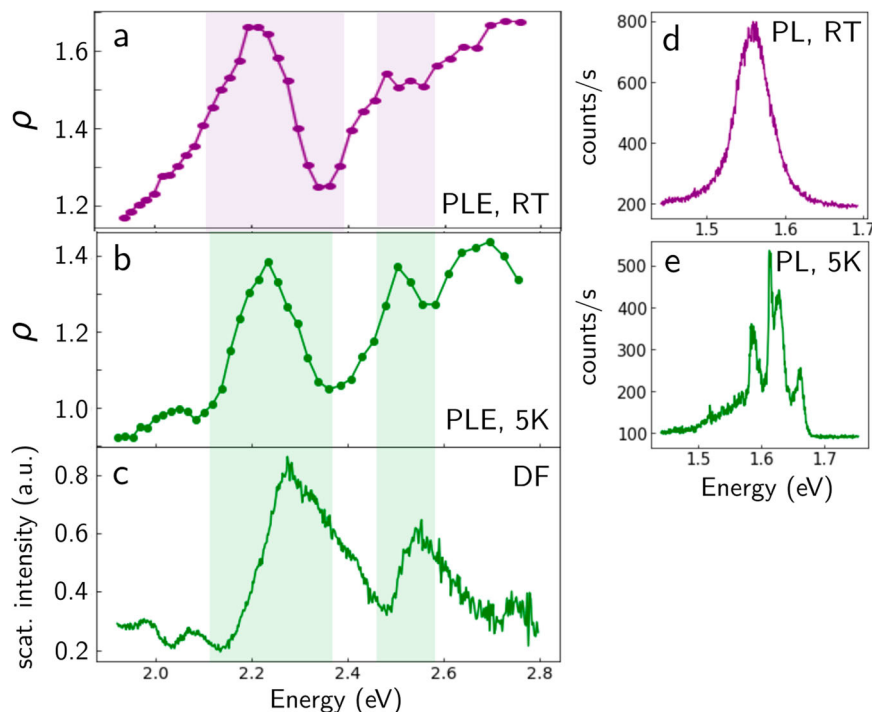 a
1.6
1.4
1.2
ρ
PLE, RT
b
1.4
1.2
1.0
ρ
PLE, 5K
c
DF
0.8
0.6
0.4
0.2
scat. intensity (a.u.)
2.0 2.2 2.4 2.6 2.8
Energy (eV)
d
PL, RT
800
600
400
200
counts/s
1.5 1.6 1.7
e
PL, 5K
500
400
300
200
100
counts/s
1.5 1.6 1.7
Energy (eV)